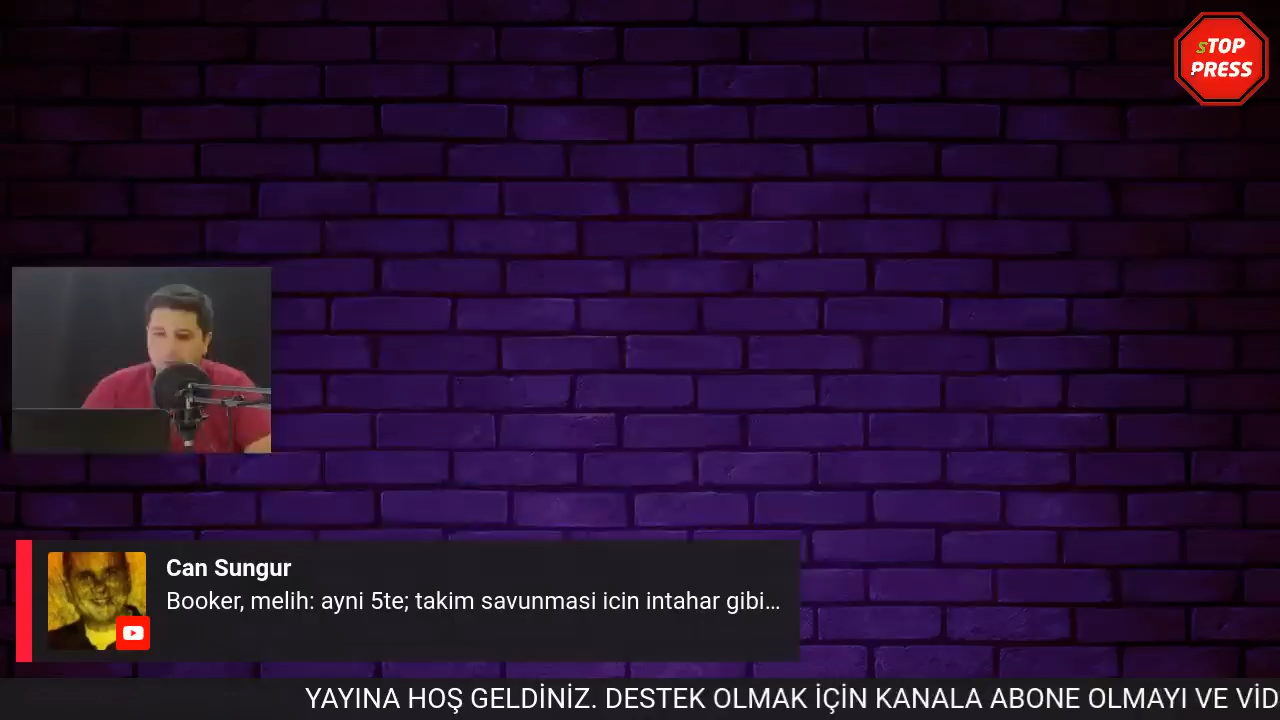 sTOP
PRESS
Can Sungur
Booker, melih: ayni 5te; takim savunmasi icin intahar gibi...
YAYINA HOŞ GELDİNİZ. DESTEK OLMAK İÇİN KANALA ABONE OLMAYI VE VİD